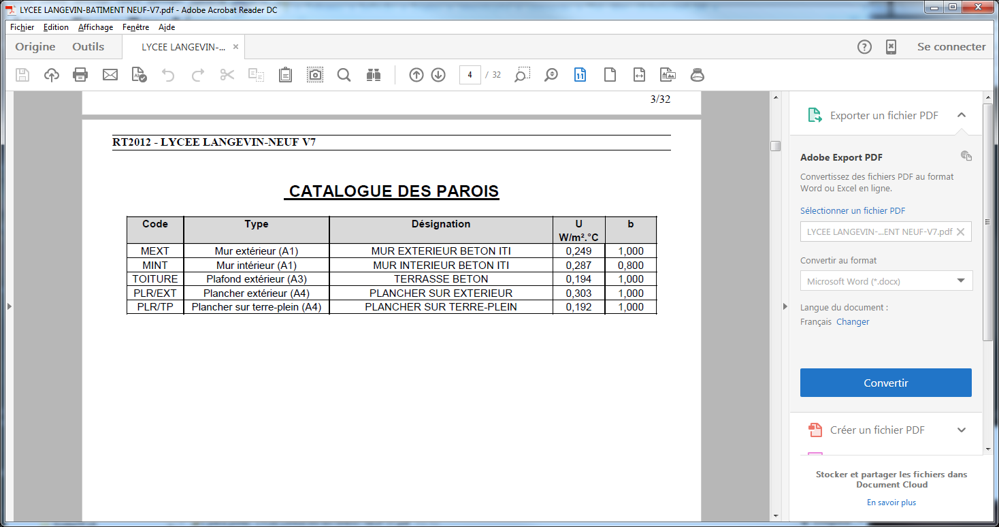 LYCEE LANGEVIN-BATIMENT NEUF-V7.pdf - Adobe Acrobat Reader DC
Fichier Edition Affichage Fenêtre Aide
Origine Outils LYCEE LANGEVIN-... × Se connecter
4 / 32
3/32
RT2012 - LYCEE LANGEVIN-NEUF V7
CATALOGUE DES PAROIS
Code Type Désignation U W/m².°C b
MEXT Mur extérieur (A1) MUR EXTERIEUR BETON ITI 0,249 1,000
MINT Mur intérieur (A1) MUR INTERIEUR BETON ITI 0,287 0,800
TOITURE Plafond extérieur (A3) TERRASSE BETON 0,194 1,000
PLR/EXT Plancher extérieur (A4) PLANCHER SUR EXTERIEUR 0,303 1,000
PLR/TP Plancher sur terre-plein (A4) PLANCHER SUR TERRE-PLEIN 0,192 1,000
Exporter un fichier PDF
Adobe Export PDF
Convertissez des fichiers PDF au format
Word ou Excel en ligne.
Sélectionner un fichier PDF
LYCEE LANGEVIN-...ENT NEUF-V7.pdf
Convertir au format
Microsoft Word (*.docx)
Langue du document :
Français Changer
Convertir
Créer un fichier PDF
Stocker et partager les fichiers dans
Document Cloud
En savoir plus